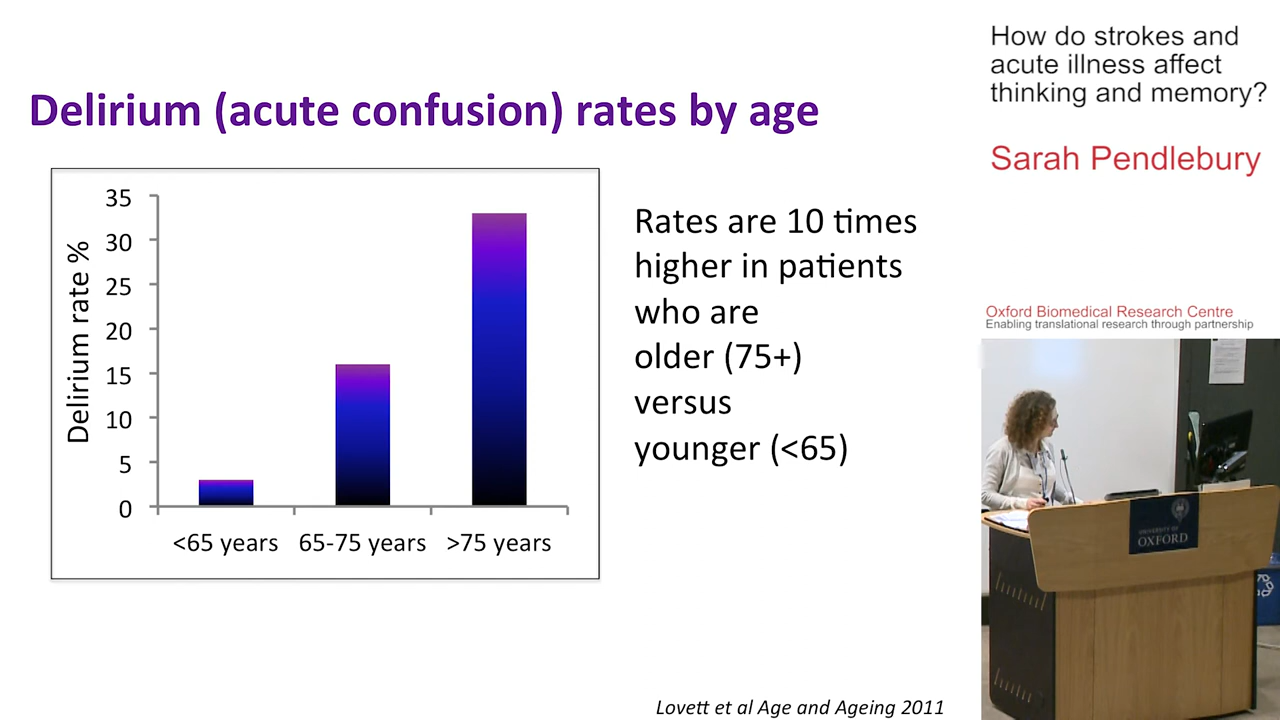 Delirium (acute confusion) rates by age
Delirium rate %
35
30
25
20
15
10
5
0
<65 years 65-75 years >75 years
Rates are 10 times
higher in patients
who are
older (75+)
versus
younger (<65)
Lovett et al Age and Ageing 2011
How do strokes and
acute illness affect
thinking and memory?
Sarah Pendlebury
Oxford Biomedical Research Centre
Enabling translational research through partnership
UNIVERSITY OF
OXFORD